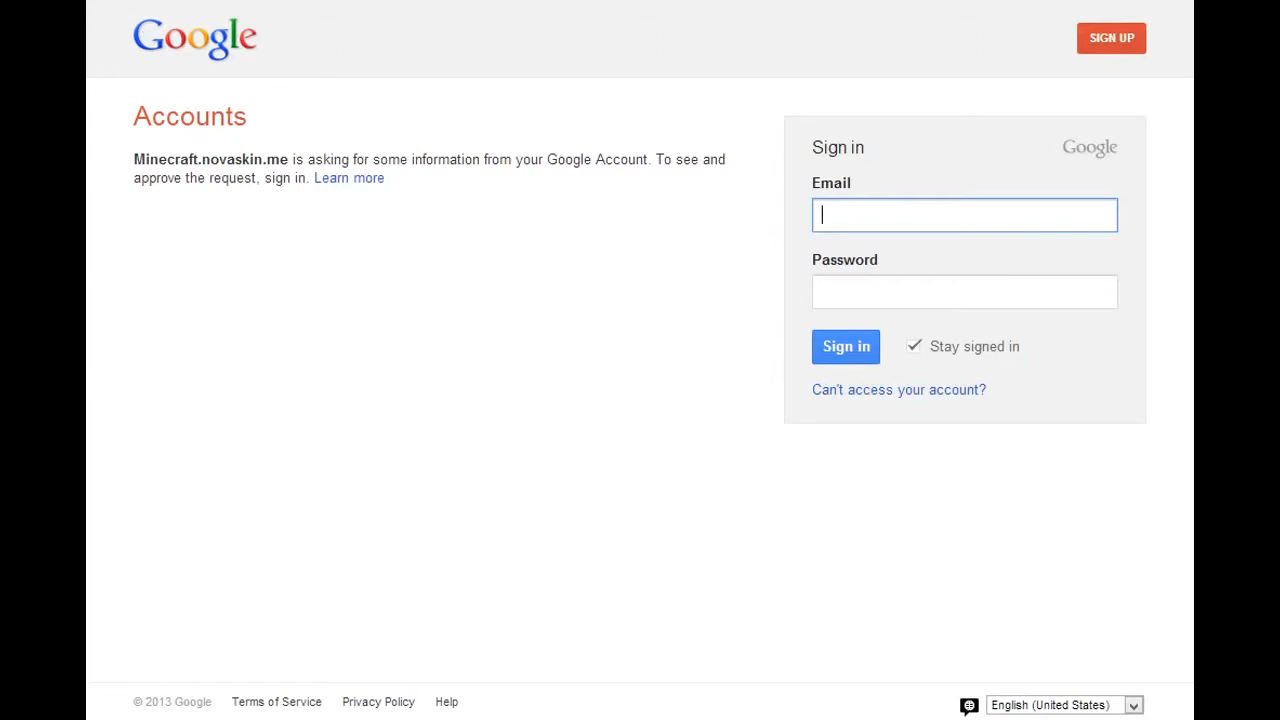 Google
SIGN UP
Accounts
Minecraft.novaskin.me is asking for some information from your Google Account. To see and
approve the request, sign in. Learn more
Sign in
Google
Email
Password
Sign in
Stay signed in
Can't access your account?
© 2013 Google
Terms of Service
Privacy Policy
Help
English (United States)